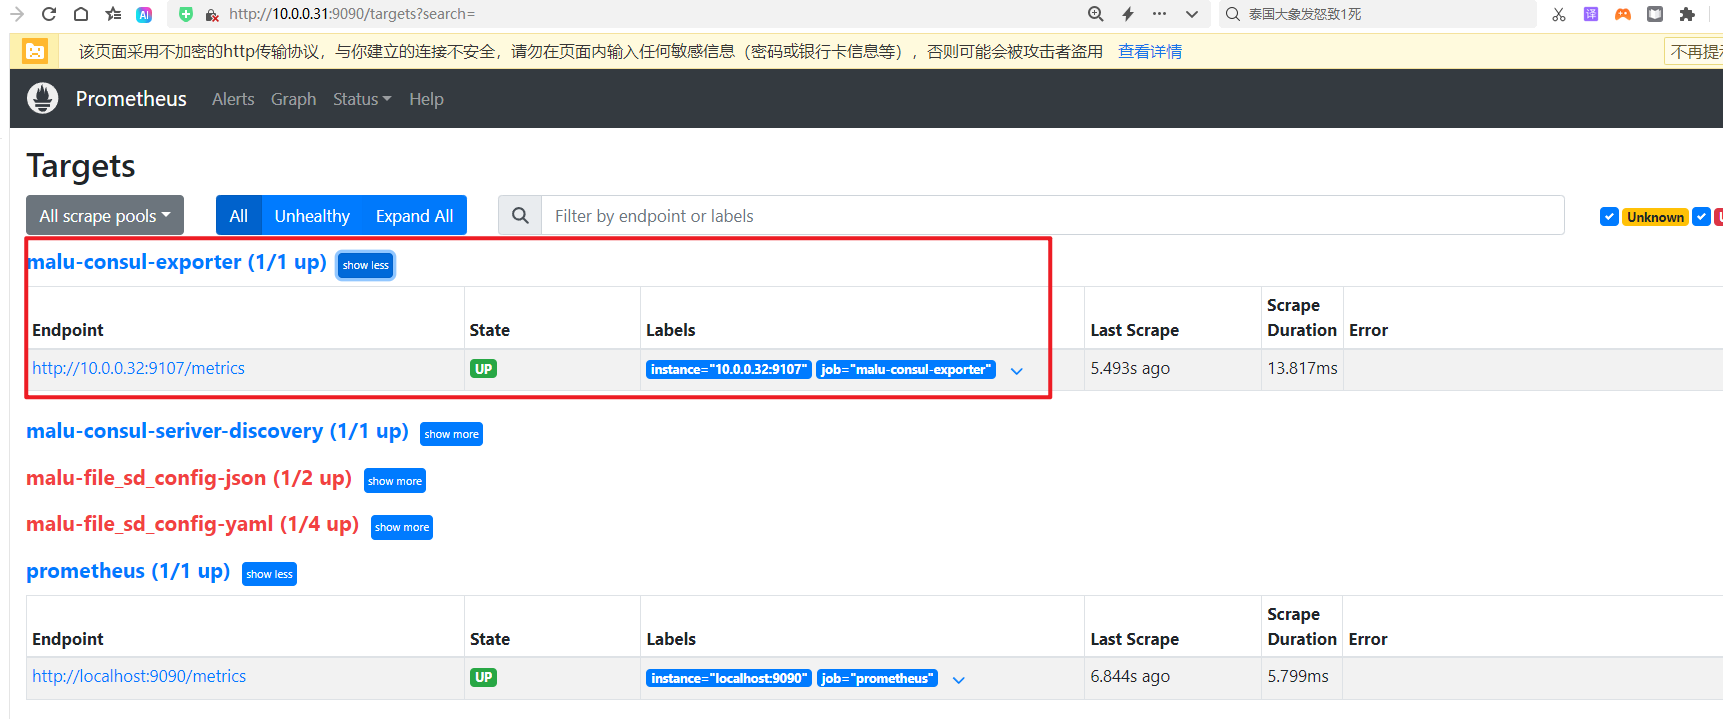 http://10.0.0.31:9090/targets?search=
泰国大象发怒致1死
该页面采用不加密的http传输协议，与你建立的连接不安全，请勿在页面内输入任何敏感信息（密码或银行卡信息等），否则可能会被攻击者盗用 查看详情
不再提示
Prometheus Alerts Graph Status Help
Targets
All scrape pools All Unhealthy Expand All Filter by endpoint or labels Unknown
malu-consul-exporter (1/1 up) show less
Endpoint State Labels Last Scrape Scrape Duration Error
http://10.0.0.32:9107/metrics UP instance="10.0.0.32:9107" job="malu-consul-exporter" 5.493s ago 13.817ms
malu-consul-seriver-discovery (1/1 up) show more
malu-file_sd_config-json (1/2 up) show more
malu-file_sd_config-yaml (1/4 up) show more
prometheus (1/1 up) show less
Endpoint State Labels Last Scrape Scrape Duration Error
http://localhost:9090/metrics UP instance="localhost:9090" job="prometheus" 6.844s ago 5.799ms